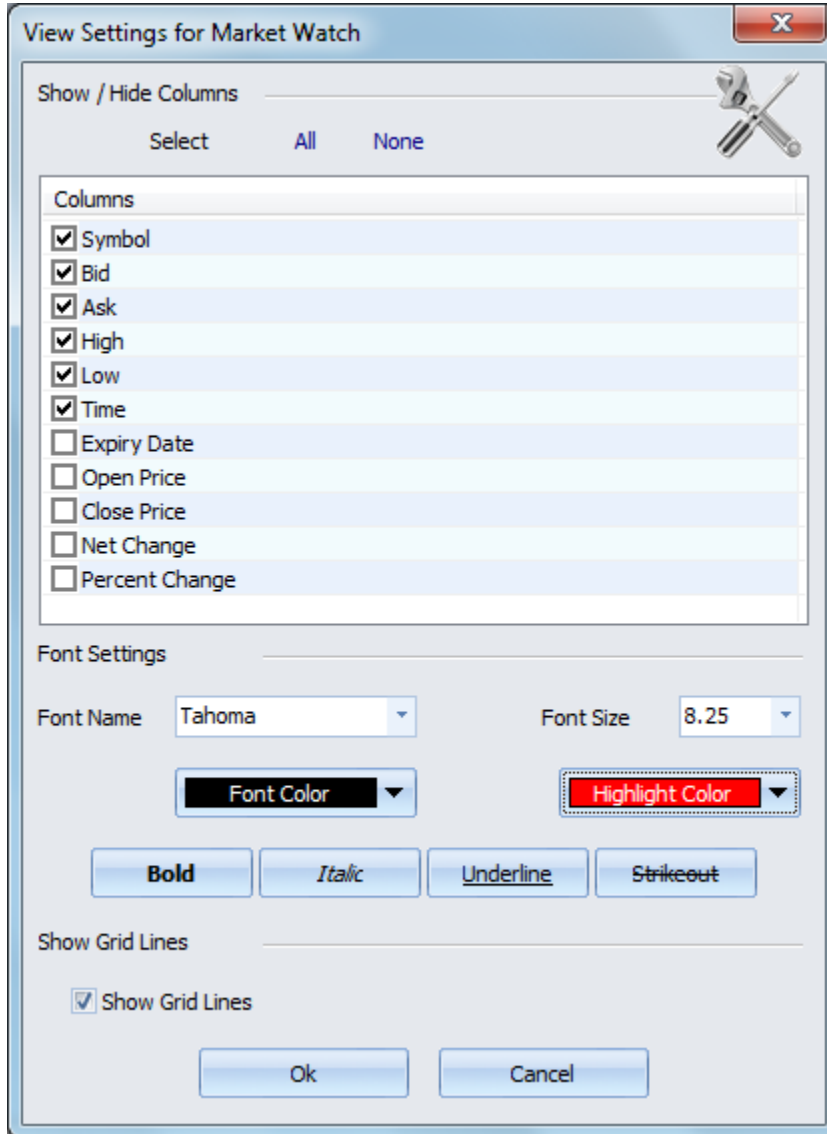 View Settings for Market Watch
Show / Hide Columns
Select All None
Columns
Symbol
Bid
Ask
High
Low
Time
Expiry Date
Open Price
Close Price
Net Change
Percent Change
Font Settings
Font Name Tahoma Font Size 8.25
Font Color Highlight Color
Bold Italic Underline Strikeout
Show Grid Lines
Show Grid Lines
Ok Cancel